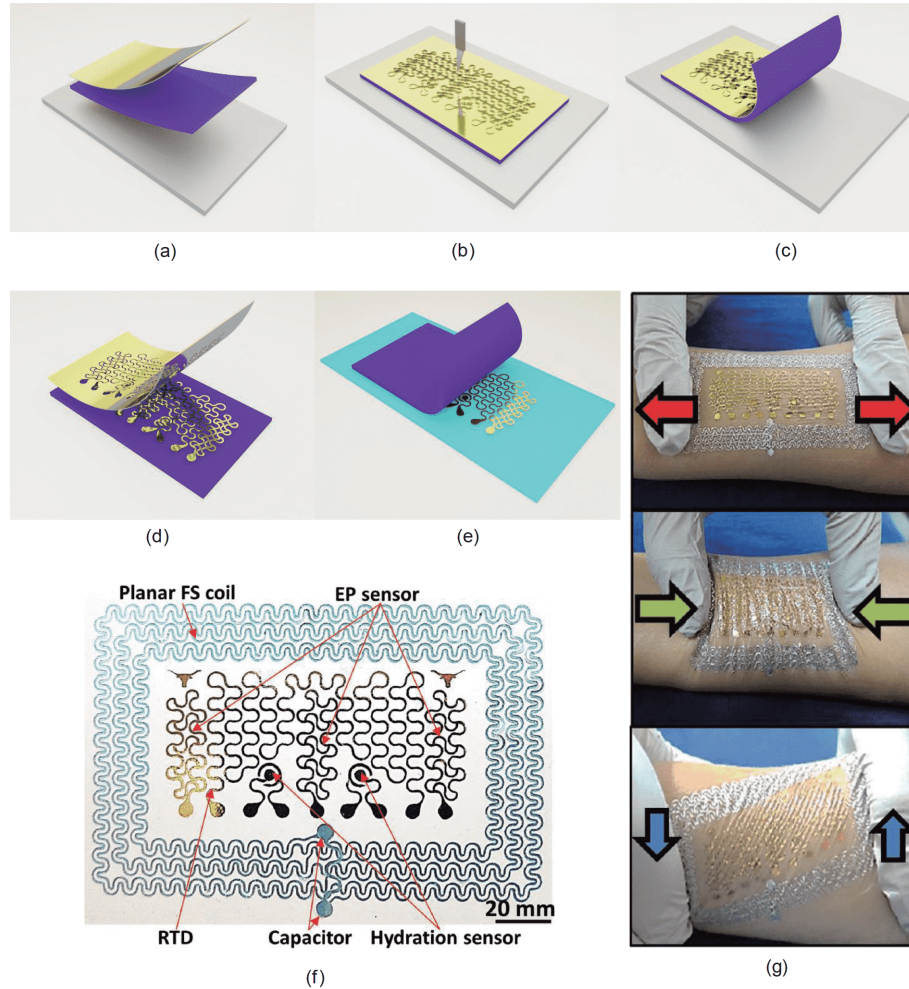 (a)
(b)
(c)
(d)
(e)
Planar FS coil
EP sensor
20 mm
RTD
Capacitor
Hydration sensor
(f)
(g)